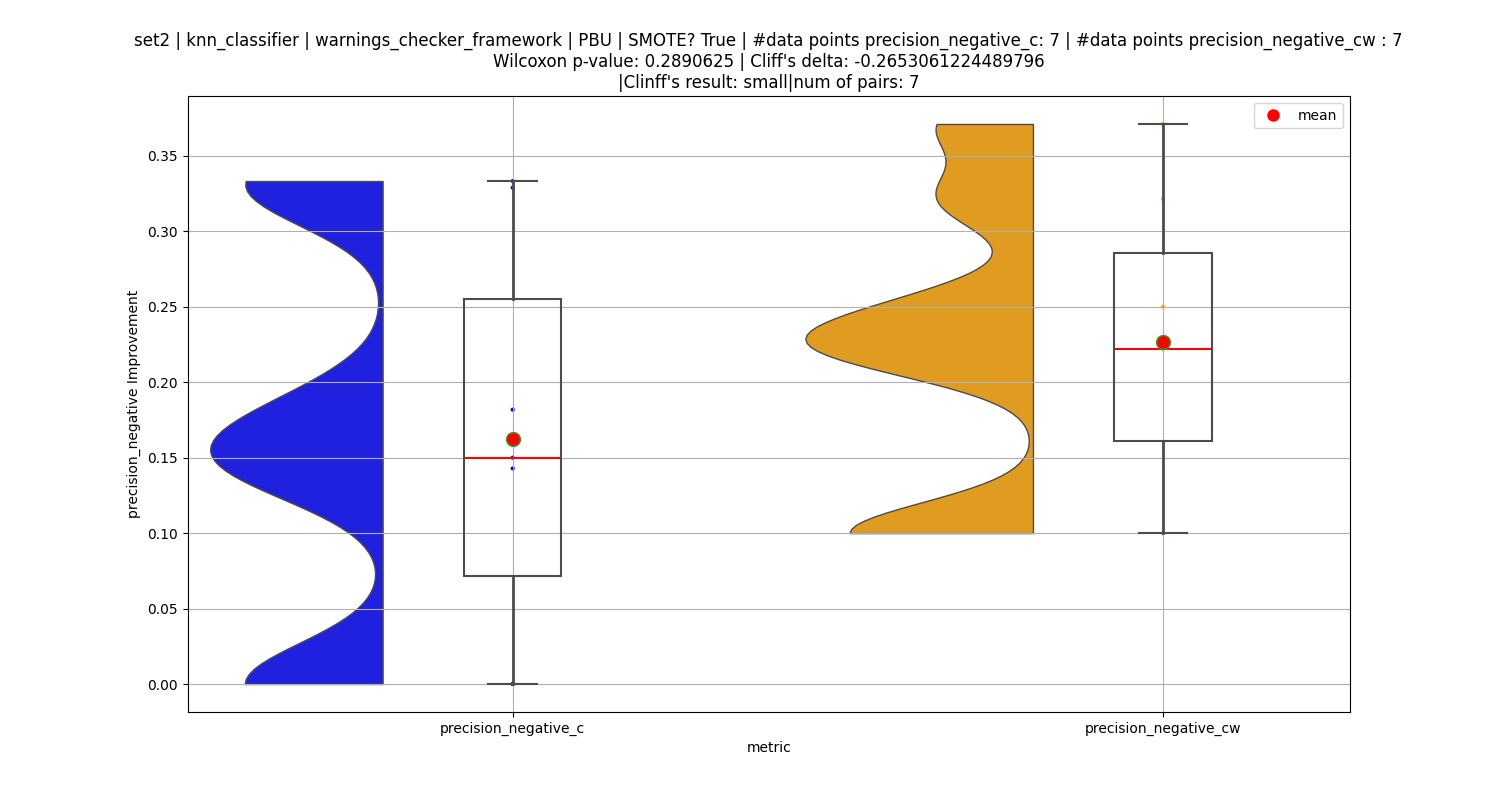 set2 | knn_classifier | warnings_checker_framework | PBU | SMOTE? True | #data points precision_negative_c: 7 | #data points precision_negative_cw : 7
Wilcoxon p-value: 0.2890625 | Cliff's delta: -0.2653061224489796
|Clinff's result: small|num of pairs: 7
mean
0.35
0.30
0.25
0.20
0.15
0.10
0.05
0.00
precision_negative Improvement
precision_negative_c
precision_negative_cw
metric